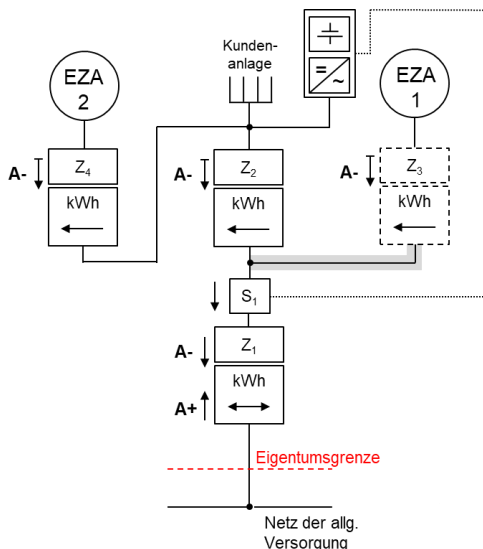 Kunden-
anlage
=
~
EZA
2
EZA
1
A-
Z4
kWh
A-
Z2
kWh
A-
Z3
kWh
S1
A-
Z1
A+
kWh
Eigentumsgrenze
Netz der allg.
Versorgung